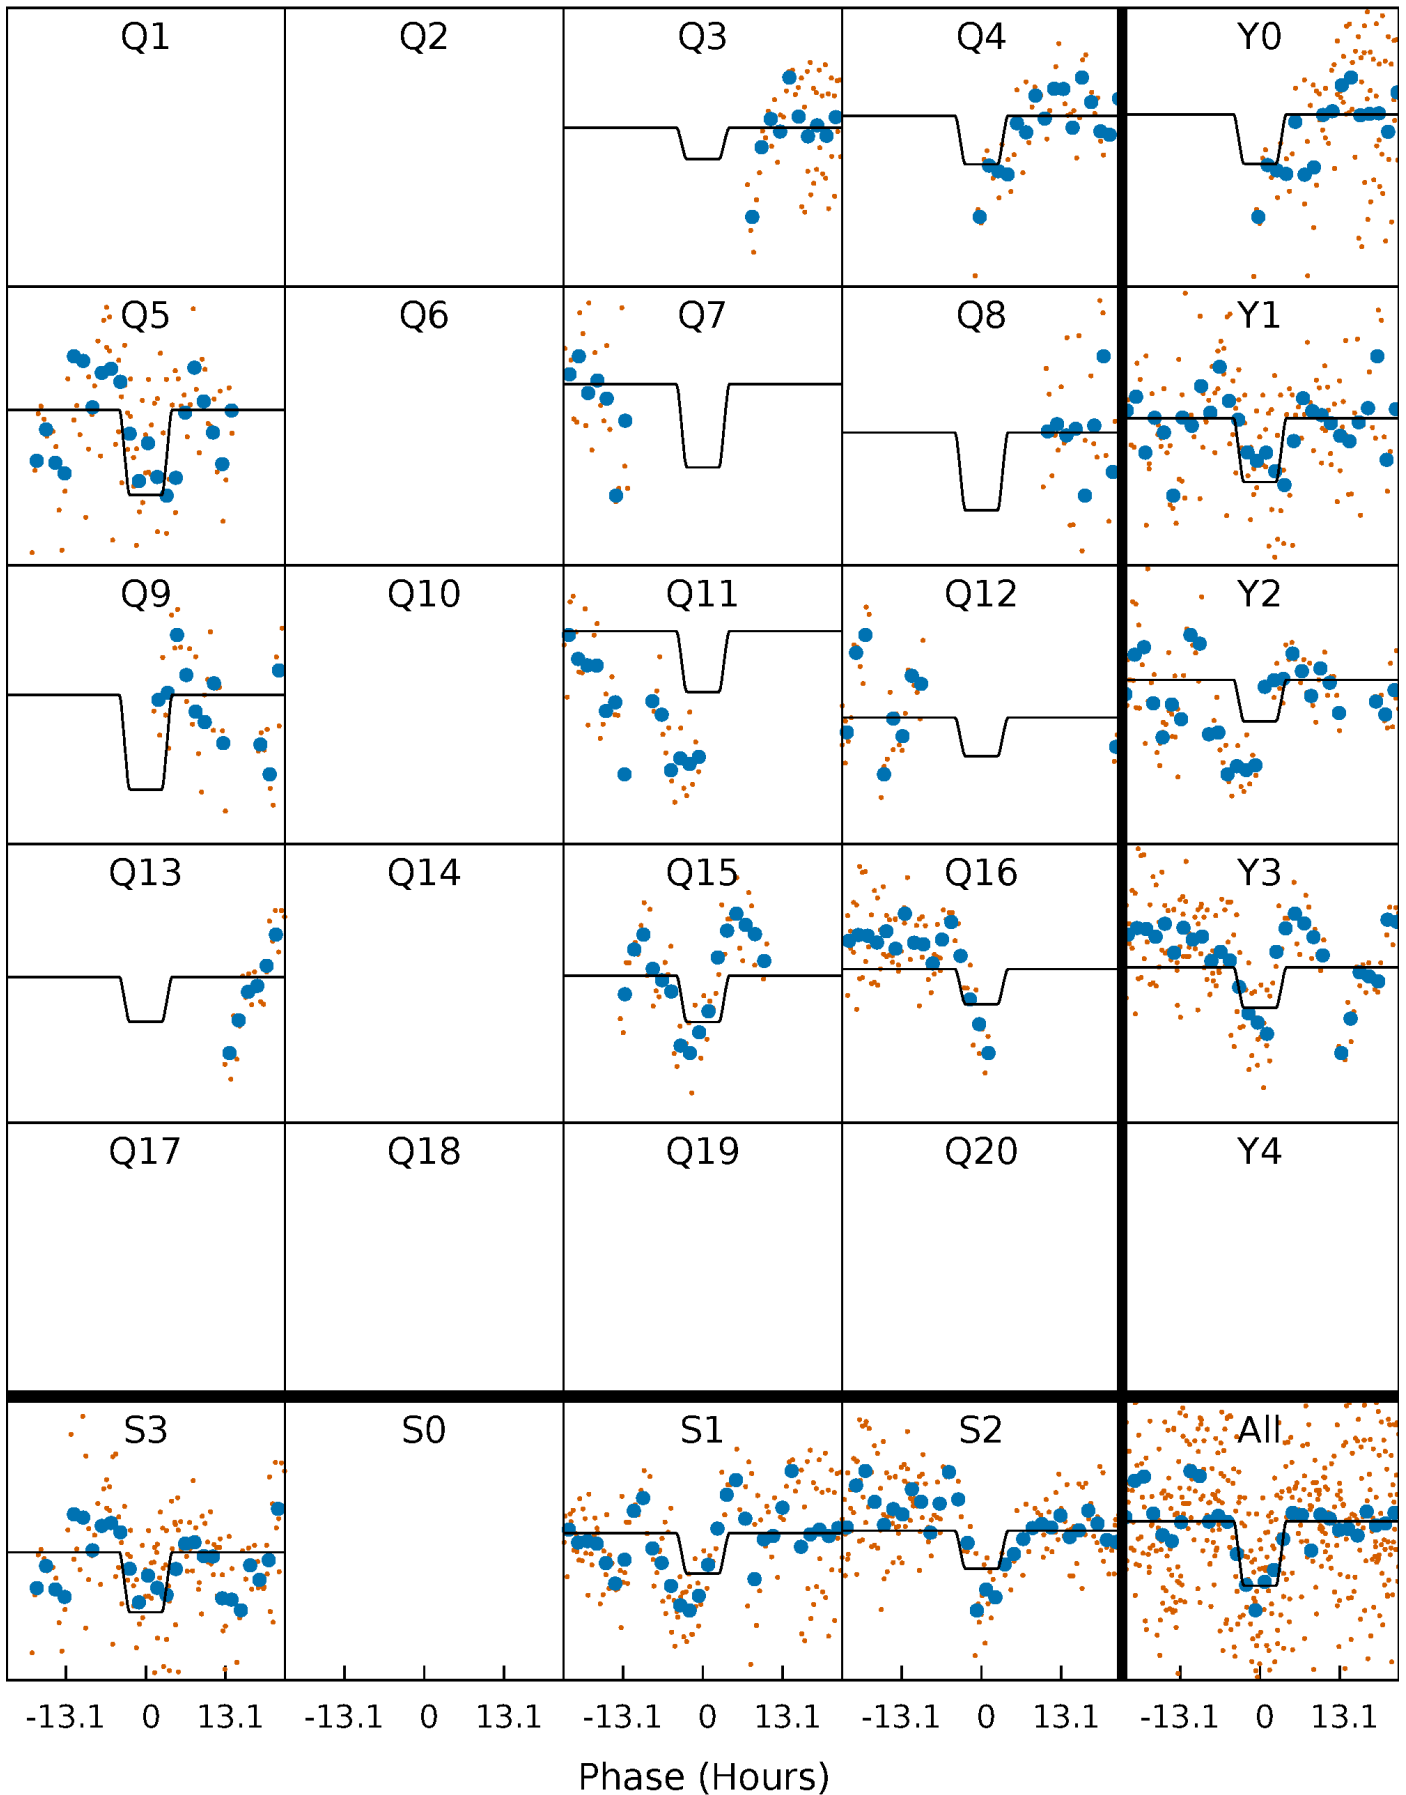 Q1 Q2 Q3 Q4 Y0
Q5 Q6 Q7 Q8 Y1
Q9 Q10 Q11 Q12 Y2
Q13 Q14 Q15 Q16 Y3
Q17 Q18 Q19 Q20 Y4
S3 S0 S1 S2 All
-13.1 0 13.1 -13.1 0 13.1 -13.1 0 13.1 -13.1 0 13.1 -13.1 0 13.1
Phase (Hours)